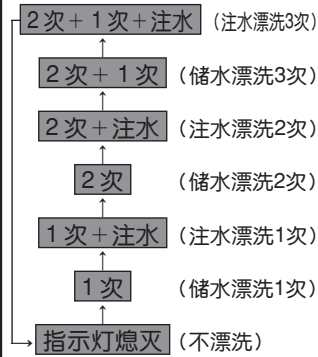 2次＋1次＋注水 (注水漂洗3次)
2次＋1次 (储水漂洗3次)
2次＋注水 (注水漂洗2次)
2次 (储水漂洗2次)
1次＋注水 (注水漂洗1次)
1次 (储水漂洗1次)
指示灯熄灭 (不漂洗)